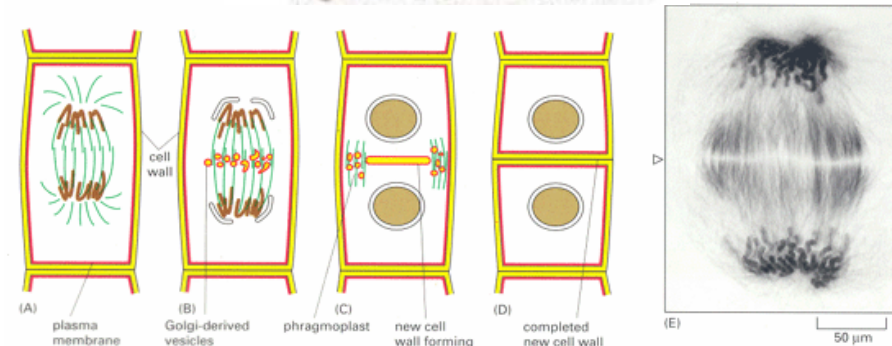 cell
wall
(A)
(B)
(C)
(D)
(E)
plasma
membrane
Golgi-derived
vesicles
phragmoplast
new cell
wall forming
completed
new cell wall
50 μm